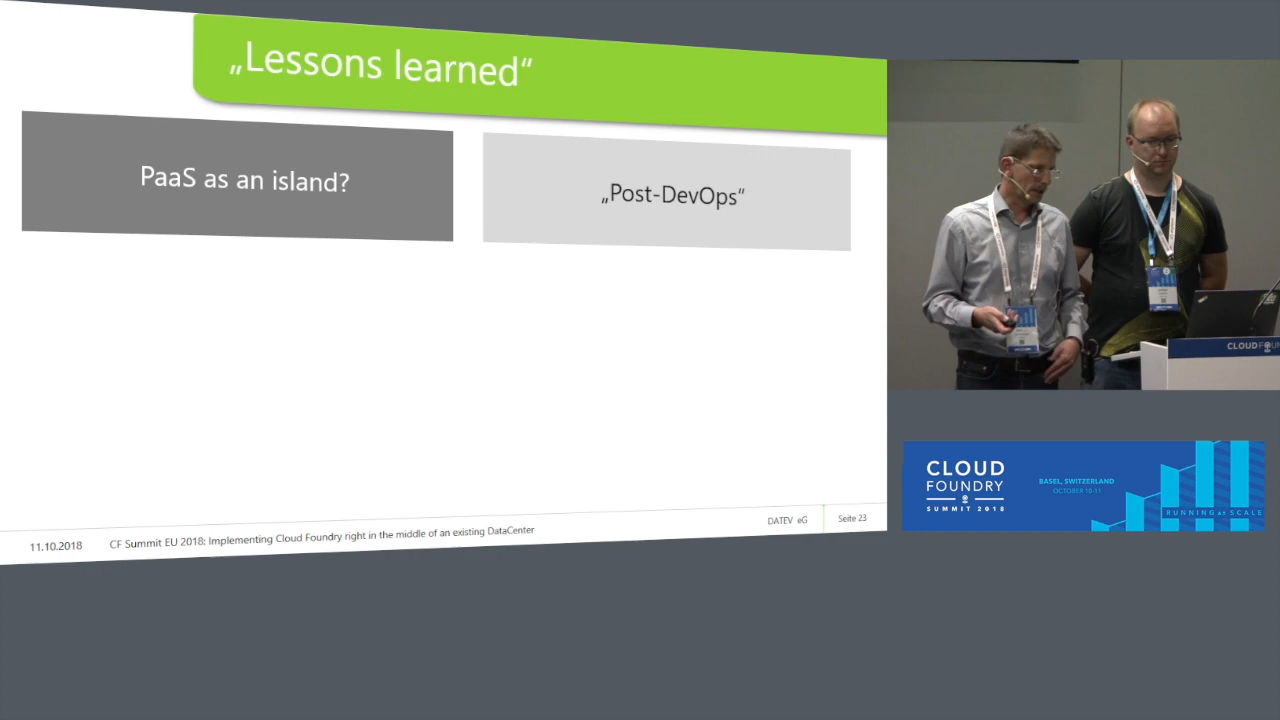 „Lessons learned“
PaaS as an island?
„Post-DevOps“
11.10.2018
CF Summit EU 2018: Implementing Cloud Foundry right in the middle of an existing DataCenter
DATEV eG
Seite 23
CLOUD FOUN
CLOUD
FOUNDRY
SUMMIT 2018
BASEL, SWITZERLAND
OCTOBER 10-11
RUNNING AT SCALE